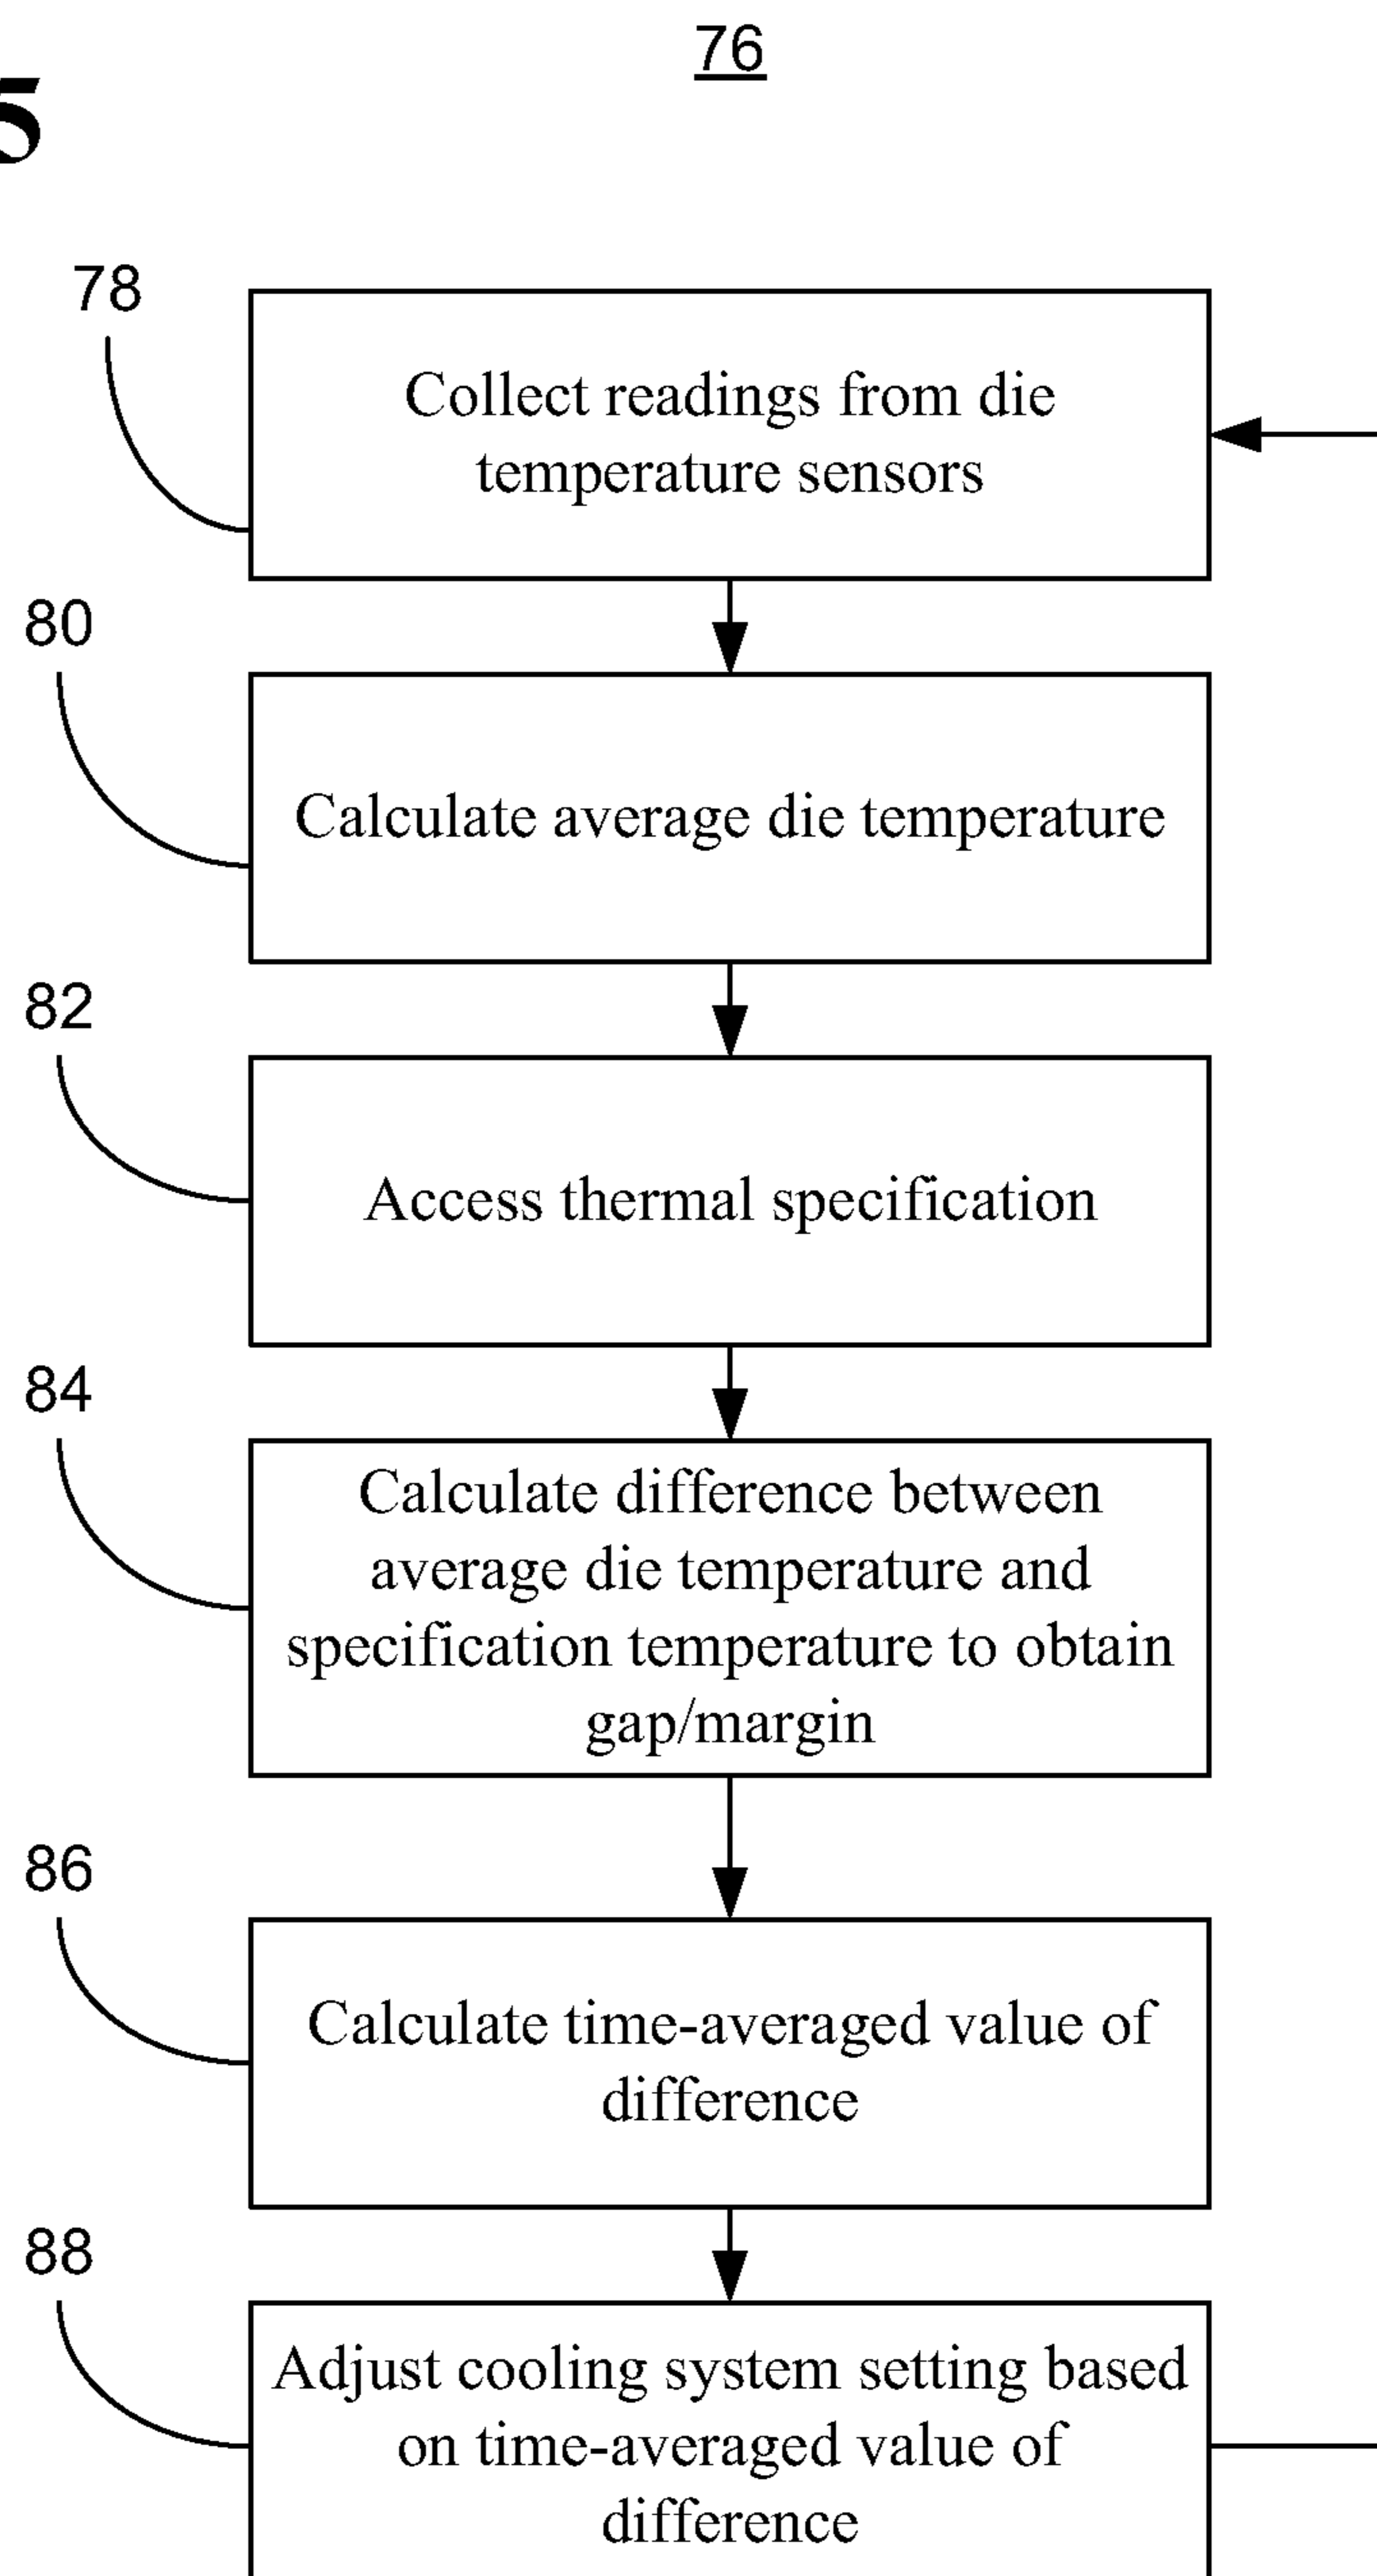 76
5
78
Collect readings from die
temperature sensors
80
Calculate average die temperature
82
Access thermal specification
84
Calculate difference between
average die temperature and
specification temperature to obtain
gap/margin
86
Calculate time-averaged value of
difference
88
Adjust cooling system setting based
on time-averaged value of
difference